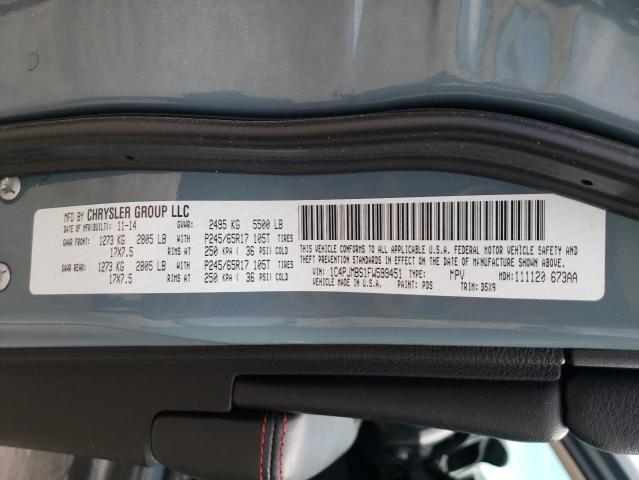 MFD BY CHRYSLER GROUP LLC
DATE OF MFR(BUILT): 11-14 GVWR: 2495 KG 5500 LB
GAWR FRONT: 1273 KG 2805 LB WITH P245/65R17 105T TIRES
17X7.5 RIMS AT 250 KPA ( 36 PSI) COLD
GAWR REAR: 1273 KG 2805 LB WITH P245/65R17 105T TIRES
17X7.5 RIMS AT 250 KPA ( 36 PSI) COLD
THIS VEHICLE CONFORMS TO ALL APPLICABLE U.S.A. FEDERAL MOTOR VEHICLE SAFETY AND
THEFT PREVENTION STANDARDS IN EFFECT ON THE DATE OF MANUFACTURE SHOWN ABOVE.
VIN: 1C4PJMBS1FW599451 TYPE: MPV MDH: 111120 673AA
VEHICLE MADE IN U.S.A. PAINT: PDS TRIM: D5X9